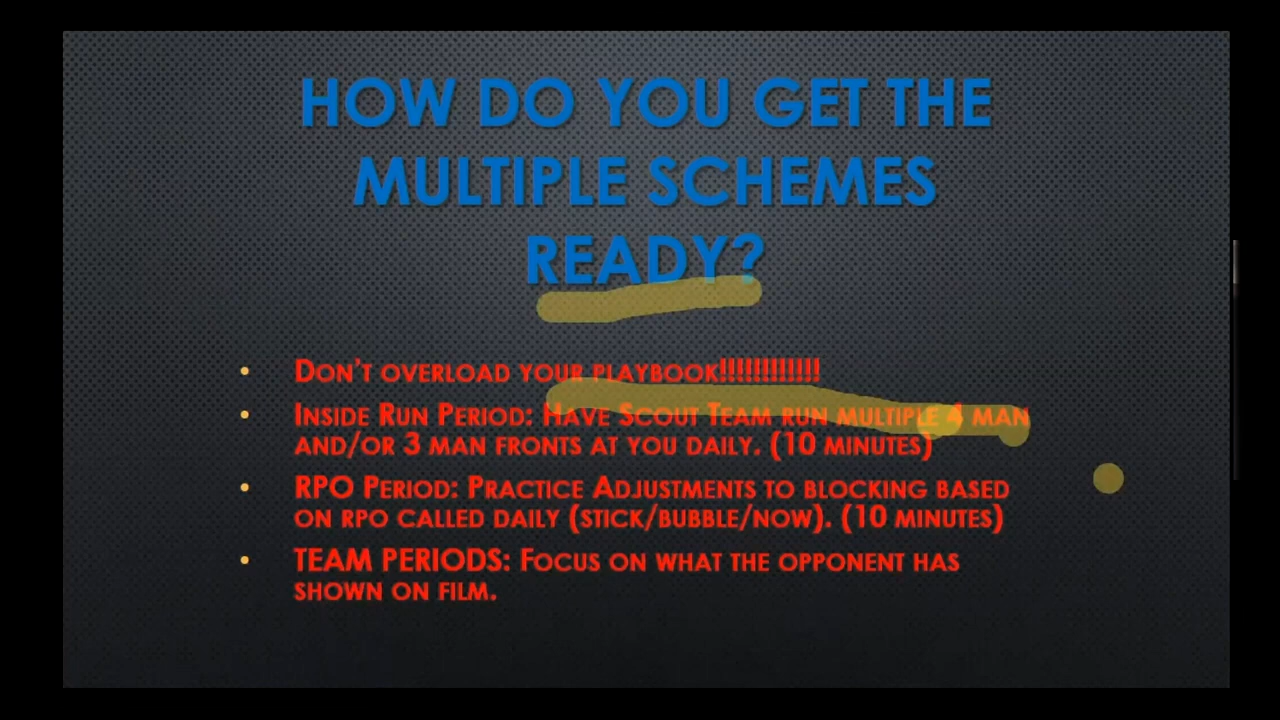 HOW DO YOU GET THE
MULTIPLE SCHEMES
READY?
• DON'T OVERLOAD YOUR PLAYBOOK!!!!!!!!!!!!
• INSIDE RUN PERIOD: HAVE SCOUT TEAM RUN MULTIPLE 4 MAN
AND/OR 3 MAN FRONTS AT YOU DAILY. (10 MINUTES)
• RPO PERIOD: PRACTICE ADJUSTMENTS TO BLOCKING BASED
ON RPO CALLED DAILY (STICK/BUBBLE/NOW). (10 MINUTES)
• TEAM PERIODS: FOCUS ON WHAT THE OPPONENT HAS
SHOWN ON FILM.